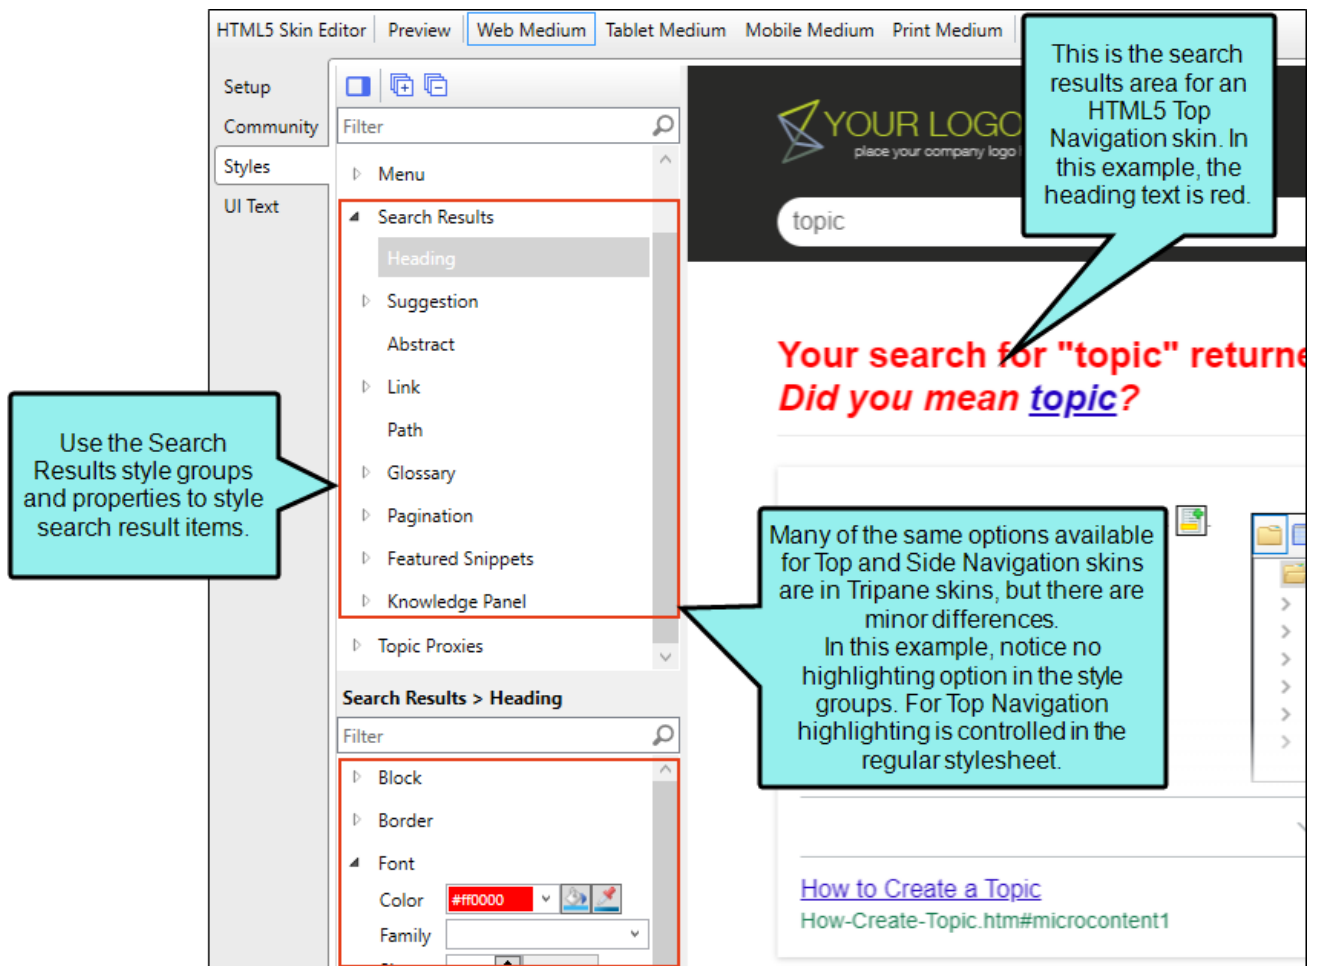 HTML5 Skin Editor Preview Web Medium Tablet Medium Mobile Medium Print Medium
Setup
Community
Styles
UI Text
Filter
Menu
Search Results
Heading
Suggestion
Abstract
Link
Path
Glossary
Pagination
Featured Snippets
Knowledge Panel
Topic Proxies
Search Results > Heading
Filter
Block
Border
Font
Color #ff0000
Family
YOUR LOGO
place your company logo
topic
This is the search
results area for an
HTML5 Top
Navigation skin. In
this example, the
heading text is red.
Your search for "topic" returne
Did you mean topic?
Use the Search
Results style groups
and properties to style
search result items.
Many of the same options available
for Top and Side Navigation skins
are in Tripane skins, but there are
minor differences.
In this example, notice no
highlighting option in the style
groups. For Top Navigation
highlighting is controlled in the
regular stylesheet.
How to Create a Topic
How-Create-Topic.htm#microcontent1